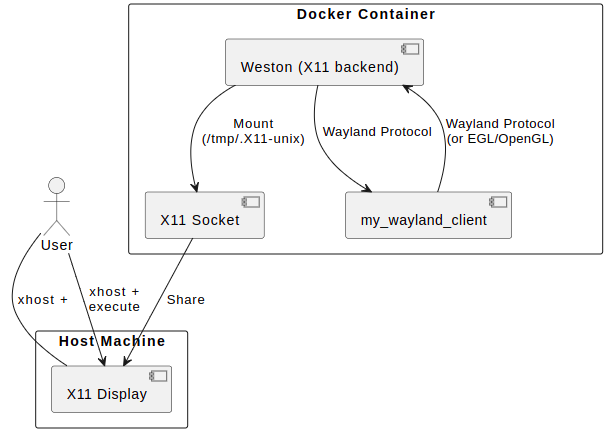 Docker Container
Weston (X11 backend)
Mount
(/tmp/.X11-unix)
Wayland Protocol
Wayland Protocol
(or EGL/OpenGL)
X11 Socket
my_wayland_client
User
xhost +
xhost +
execute
Share
Host Machine
X11 Display